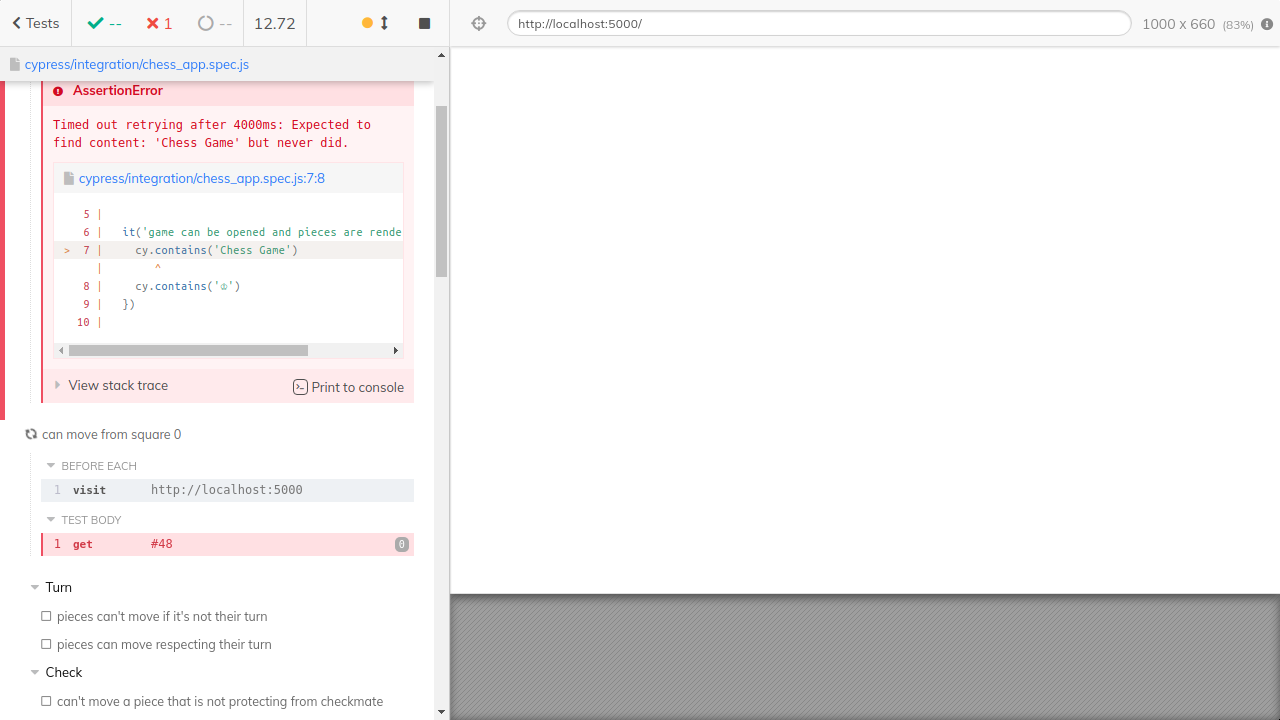 Tests
--
1
--
12.72
http://localhost:5000/
1000 x 660 (83%)
cypress/integration/chess_app.spec.js
AssertionError
Timed out retrying after 4000ms: Expected to
find content: 'Chess Game' but never did.
cypress/integration/chess_app.spec.js:7:8
5 |
6 |   it('game can be opened and pieces are rende
> 7 |     cy.contains('Chess Game')
|        ^
8 |     cy.contains('♔')
9 |   })
10 |
View stack trace
Print to console
can move from square 0
BEFORE EACH
1 visit http://localhost:5000
TEST BODY
1 get #48 0
Turn
pieces can't move if it's not their turn
pieces can move respecting their turn
Check
can't move a piece that is not protecting from checkmate